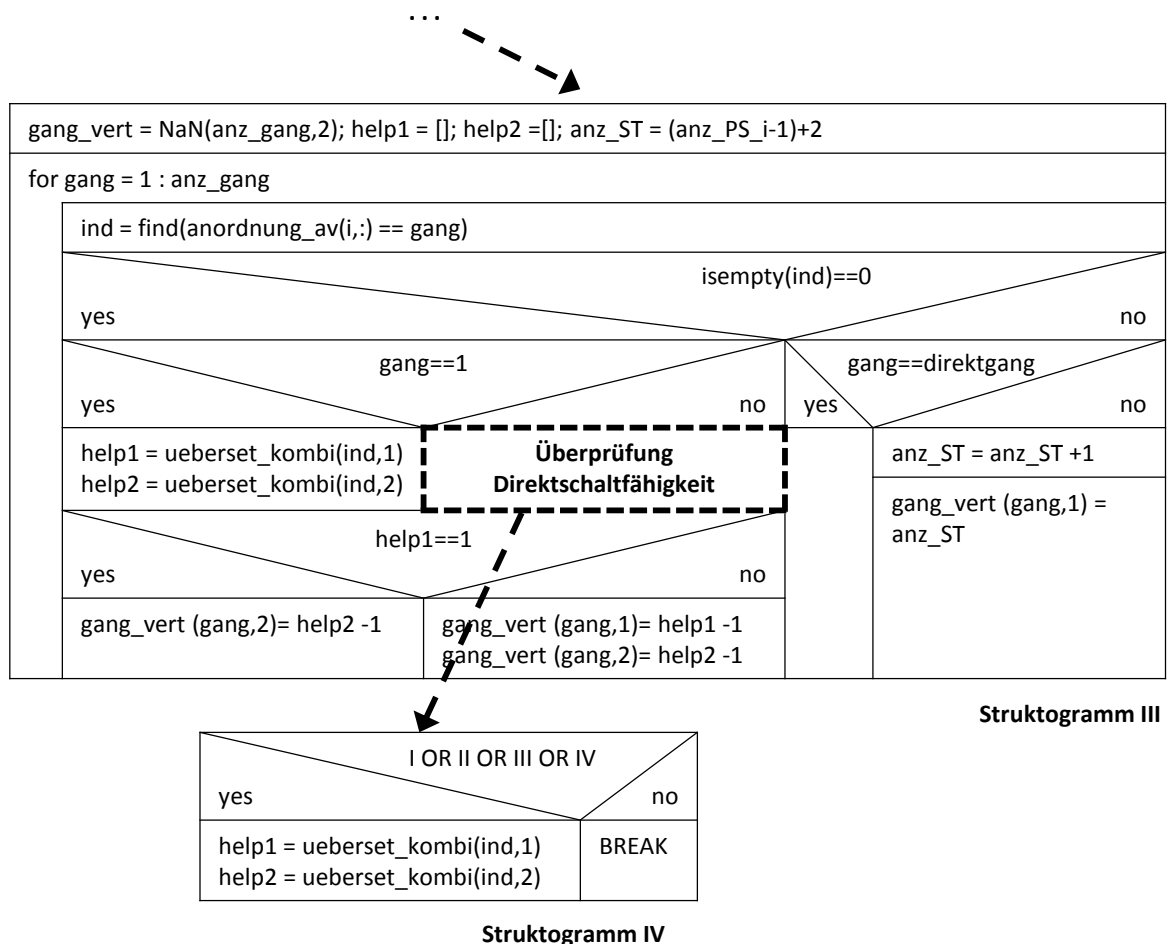 ...
gang_vert = NaN(anz_gang,2); help1 = []; help2 =[]; anz_ST = (anz_PS_i-1)+2
for gang = 1 : anz_gang
ind = find(anordnung_av(i,:) == gang)
isempty(ind)==0
yes
no
gang==1
yes
no
gang==direktgang
yes
no
help1 = ueberset_kombi(ind,1)
help2 = ueberset_kombi(ind,2)
Überprüfung
Direktschaltfähigkeit
anz_ST = anz_ST +1
gang_vert (gang,1) =
anz_ST
help1==1
yes
no
gang_vert (gang,2)= help2 -1
gang_vert (gang,1)= help1 -1
gang_vert (gang,2)= help2 -1
Struktogramm III
I OR II OR III OR IV
yes
no
help1 = ueberset_kombi(ind,1)
help2 = ueberset_kombi(ind,2)
BREAK
Struktogramm IV